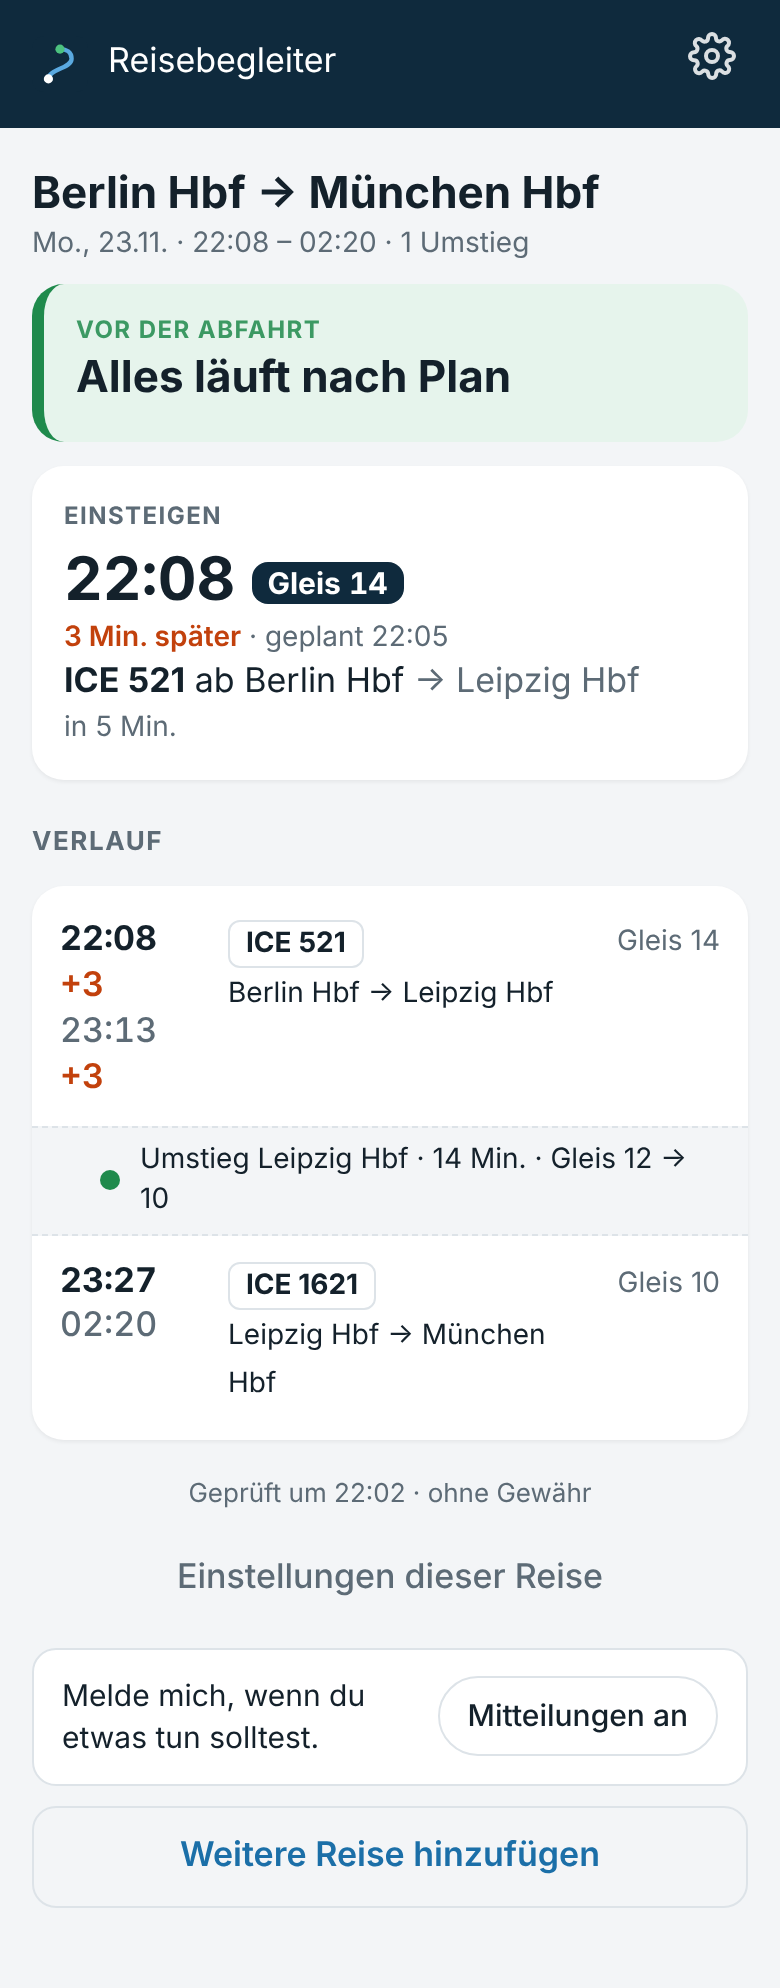 Reisebegleiter
Berlin Hbf → München Hbf
Mo., 23.11. · 22:08 – 02:20 · 1 Umstieg
VOR DER ABFAHRT
Alles läuft nach Plan
EINSTEIGEN
22:08 Gleis 14
3 Min. später · geplant 22:05
ICE 521 ab Berlin Hbf → Leipzig Hbf
in 5 Min.
VERLAUF
22:08 ICE 521 Gleis 14
+3 Berlin Hbf → Leipzig Hbf
23:13
+3
Umstieg Leipzig Hbf · 14 Min. · Gleis 12 →
10
23:27 ICE 1621 Gleis 10
02:20 Leipzig Hbf → München
Hbf
Geprüft um 22:02 · ohne Gewähr
Einstellungen dieser Reise
Melde mich, wenn du
etwas tun solltest.
Mitteilungen an
Weitere Reise hinzufügen